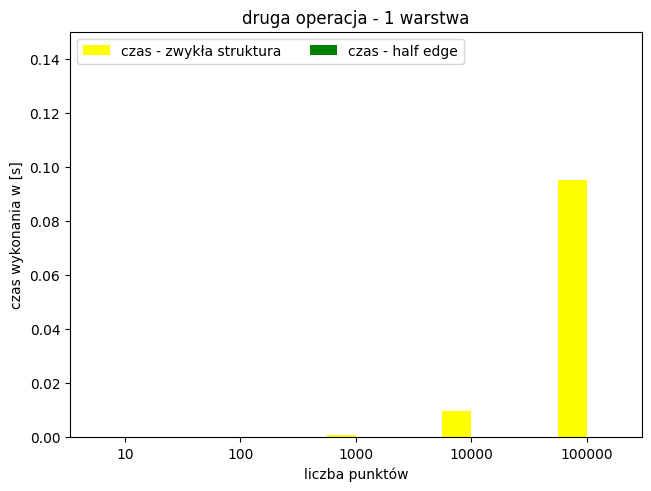 druga operacja - 1 warstwa
czas - zwykła struktura
czas - half edge
0.14
0.12
0.10
0.08
0.06
0.04
0.02
0.00
czas wykonania w [s]
10 100 1000 10000 100000
liczba punktów